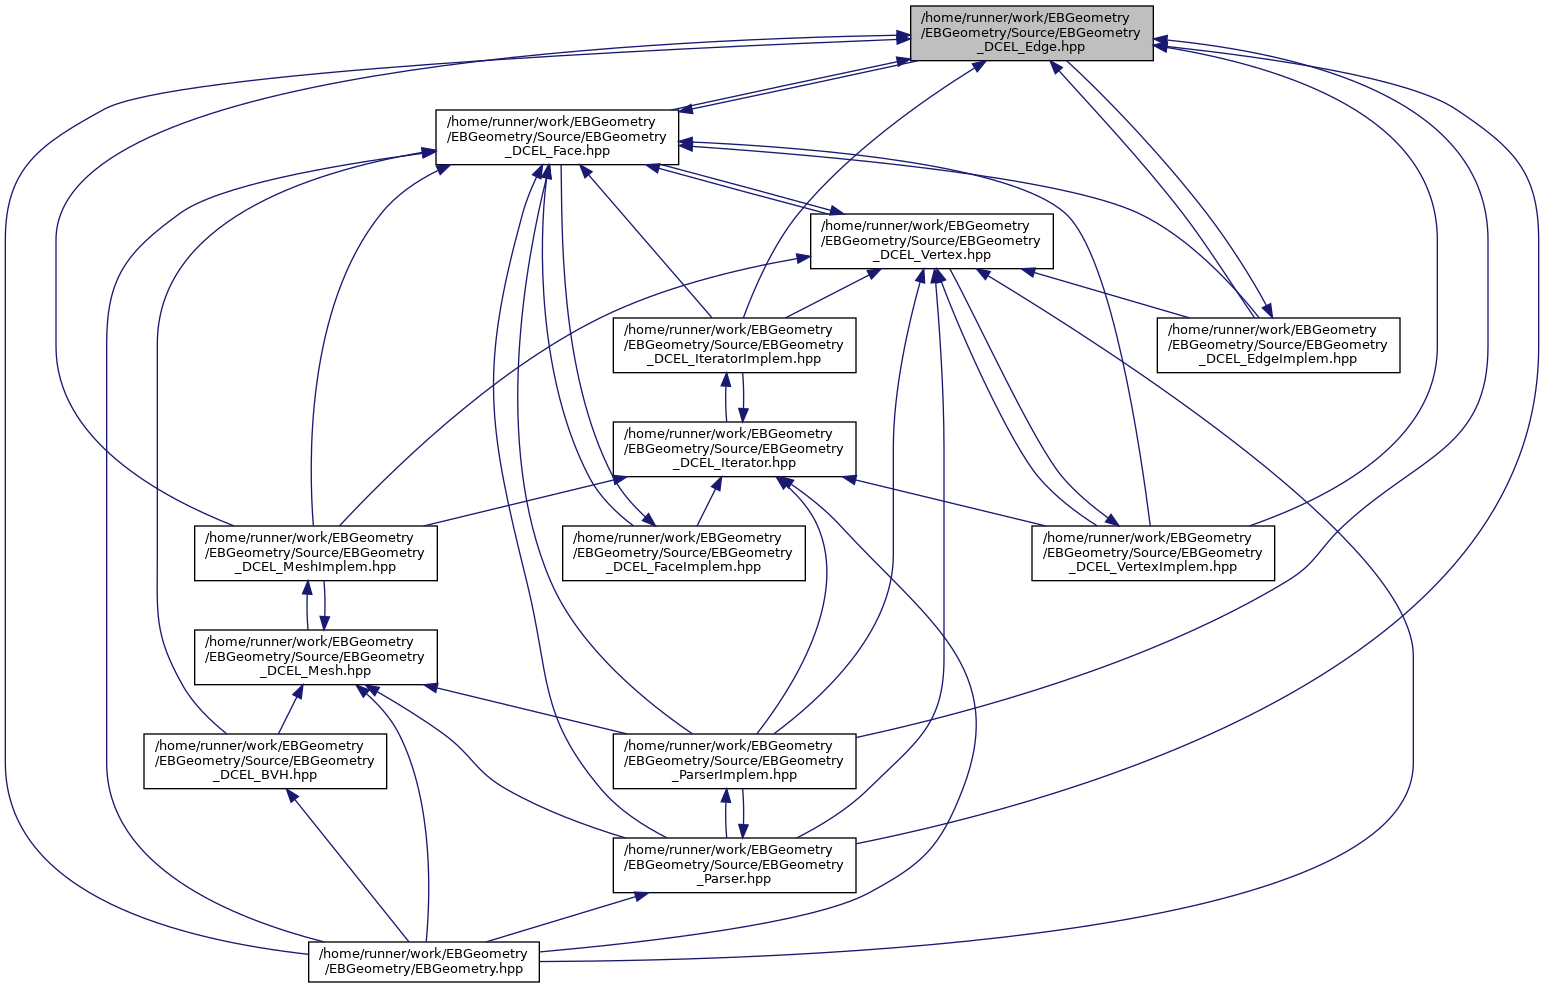 /home/runner/work/EBGeometry
/EBGeometry/Source/EBGeometry
_DCEL_Edge.hpp
/home/runner/work/EBGeometry
/EBGeometry/Source/EBGeometry
_DCEL_Face.hpp
/home/runner/work/EBGeometry
/EBGeometry/Source/EBGeometry
_DCEL_Vertex.hpp
/home/runner/work/EBGeometry
/EBGeometry/Source/EBGeometry
_DCEL_IteratorImplem.hpp
/home/runner/work/EBGeometry
/EBGeometry/Source/EBGeometry
_DCEL_EdgeImplem.hpp
/home/runner/work/EBGeometry
/EBGeometry/Source/EBGeometry
_DCEL_Iterator.hpp
/home/runner/work/EBGeometry
/EBGeometry/Source/EBGeometry
_DCEL_MeshImplem.hpp
/home/runner/work/EBGeometry
/EBGeometry/Source/EBGeometry
_DCEL_FaceImplem.hpp
/home/runner/work/EBGeometry
/EBGeometry/Source/EBGeometry
_DCEL_VertexImplem.hpp
/home/runner/work/EBGeometry
/EBGeometry/Source/EBGeometry
_DCEL_Mesh.hpp
/home/runner/work/EBGeometry
/EBGeometry/Source/EBGeometry
_DCEL_BVH.hpp
/home/runner/work/EBGeometry
/EBGeometry/Source/EBGeometry
_ParserImplem.hpp
/home/runner/work/EBGeometry
/EBGeometry/Source/EBGeometry
_Parser.hpp
/home/runner/work/EBGeometry
/EBGeometry/EBGeometry.hpp